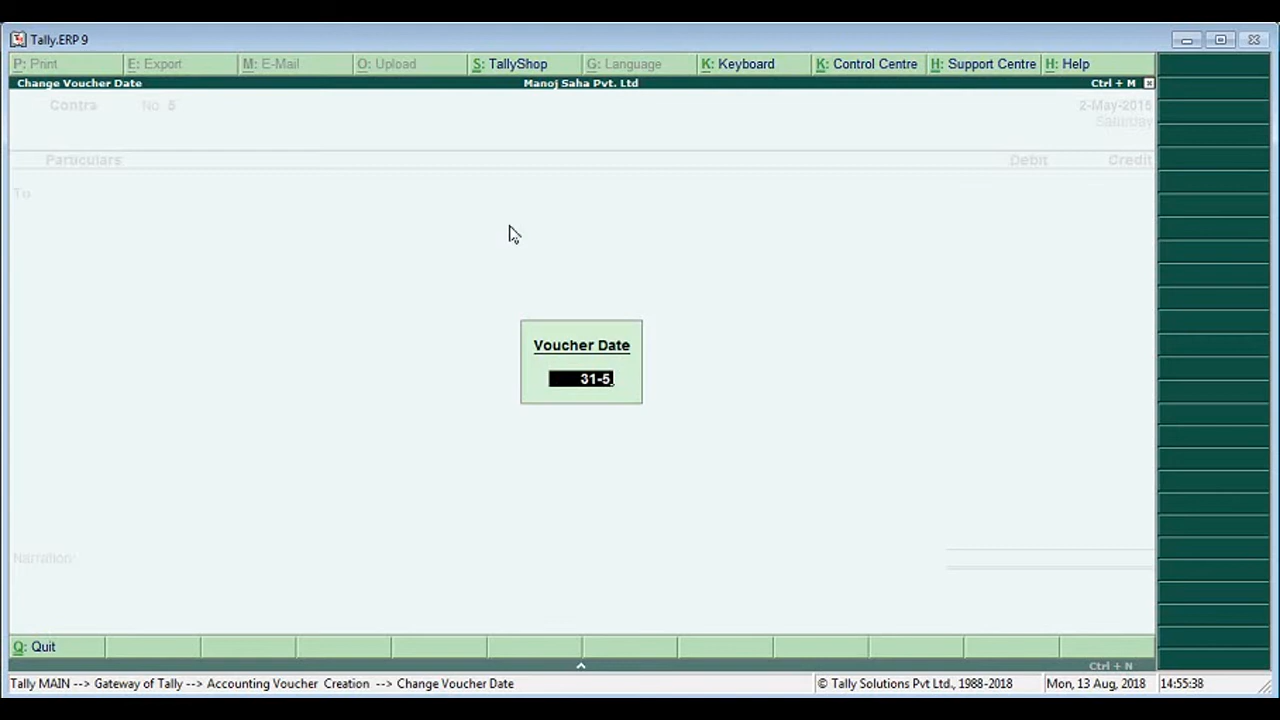 Tally.ERP 9
P: Print E: Export M: E-Mail O: Upload S: TallyShop G: Language K: Keyboard K: Control Centre H: Support Centre H: Help
Change Voucher Date Manoj Saha Pvt. Ltd Ctrl + M
Contra No. 5 2-May-2015
Saturday
Particulars Debit Credit
To
Voucher Date
31-5
Narration:
Q: Quit
Ctrl + N
Tally MAIN --> Gateway of Tally --> Accounting Voucher Creation --> Change Voucher Date © Tally Solutions Pvt Ltd., 1988-2018 Mon, 13 Aug, 2018 14:55:38